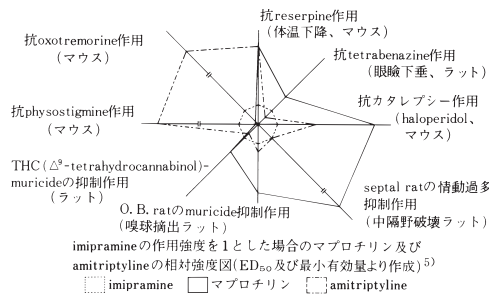 抗reserpine作用
(体温下降、マウス)
抗oxotremorine作用
(マウス)
抗tetrabenazine作用
(眼瞼下垂、ラット)
抗カタレプシー作用
(haloperidol、
マウス)
抗physostigmine作用
(マウス)
THC(△⁹-tetrahydrocannabinol)-
muricideの抑制作用
(ラット)
septal ratの情動過多
抑制作用
(中隔野破壊ラット)
O.B. ratのmuricide抑制作用
(嗅球摘出ラット)
imipramineの作用強度を1とした場合のマプロチリン及び
amitriptylineの相対強度図(ED₅₀及び最小有効量より作成)⁵⁾
imipramine マプロチリン amitriptyline